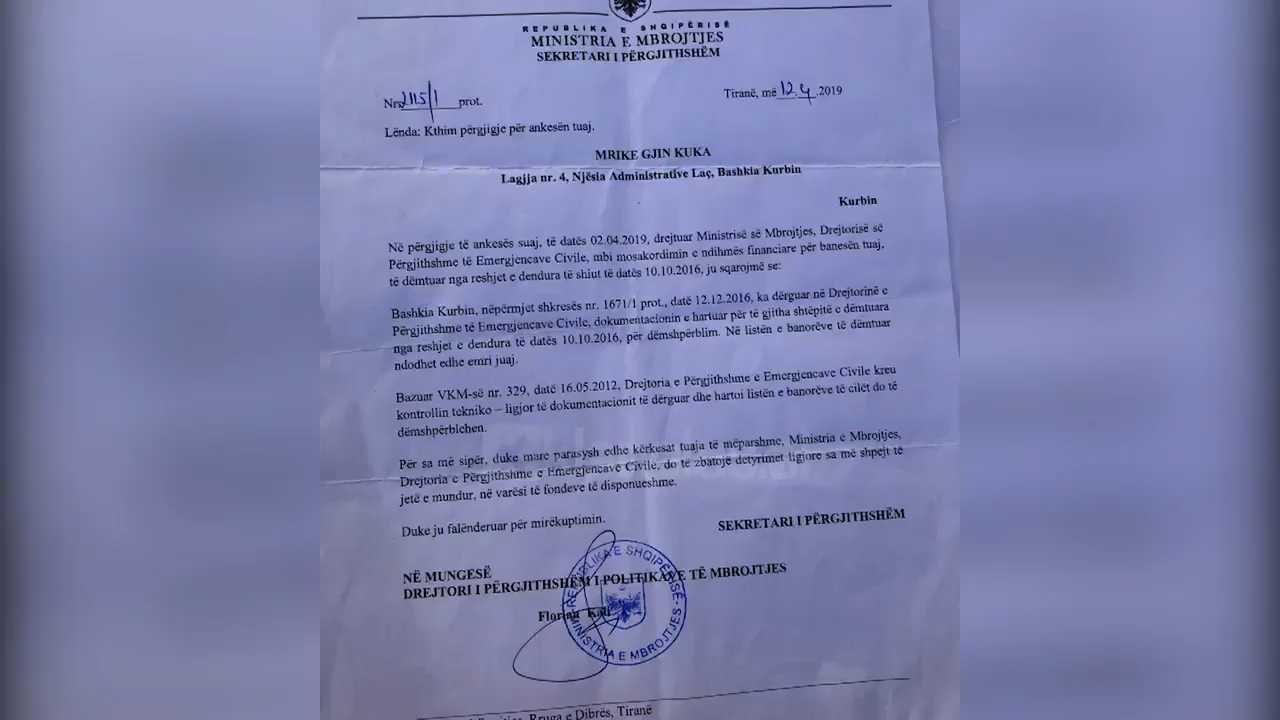 REPUBLIKA E SHQIPËRISË
MINISTRIA E MBROJTJES
SEKRETARI I PËRGJITHSHËM
Nr. 2115/1 prot.
Tiranë, më 12.4.2019
Lënda: Kthim përgjigje për ankesën tuaj.
MRIKE GJIN KUKA
Lagjja nr. 4, Njësia Administrative Laç, Bashkia Kurbin
Kurbin
Në përgjigje të ankesës suaj, të datës 02.04.2019, drejtuar Ministrisë së Mbrojtjes, Drejtorisë së
Përgjithshme të Emergjencave Civile, mbi mosakordimin e ndihmës financiare për banesën tuaj,
të dëmtuar nga reshjet e dendura të shiut të datës 10.10.2016, ju sqarojmë se:
Bashkia Kurbin, nëpërmjet shkresës nr. 1671/1 prot., datë 12.12.2016, ka dërguar në Drejtorinë e
Përgjithshme të Emergjencave Civile, dokumentacionin e hartuar për të gjitha shtëpitë e dëmtuara
nga reshjet e dendura të datës 10.10.2016, për dëmshpërblim. Në listën e banorëve të dëmtuar
ndodhet edhe emri juaj.
Bazuar VKM-së nr. 329, datë 16.05.2012, Drejtoria e Përgjithshme e Emergjencave Civile kreu
kontrollin tekniko – ligjor të dokumentacionit të dërguar dhe hartoi listën e banorëve të cilët do të
dëmshpërblehen.
Për sa më sipër, duke mare parasysh edhe kërkesat tuaja të mëparshme, Ministria e Mbrojtjes,
Drejtoria e Përgjithshme e Emergjencave Civile, do të zbatojë detyrimet ligjore sa më shpejt të
jetë e mundur, në varësi të fondeve të disponueshme.
Duke ju falënderuar për mirëkuptimin.
SEKRETARI I PËRGJITHSHËM
NË MUNGESË
DREJTORI I PËRGJITHSHËM I POLITIKAVE TË MBROJTJES
Florian
REPUBLIKA E SHQIPËRISË
MINISTRIA E MBROJTJES
Rruga e Dibrës, Tiranë